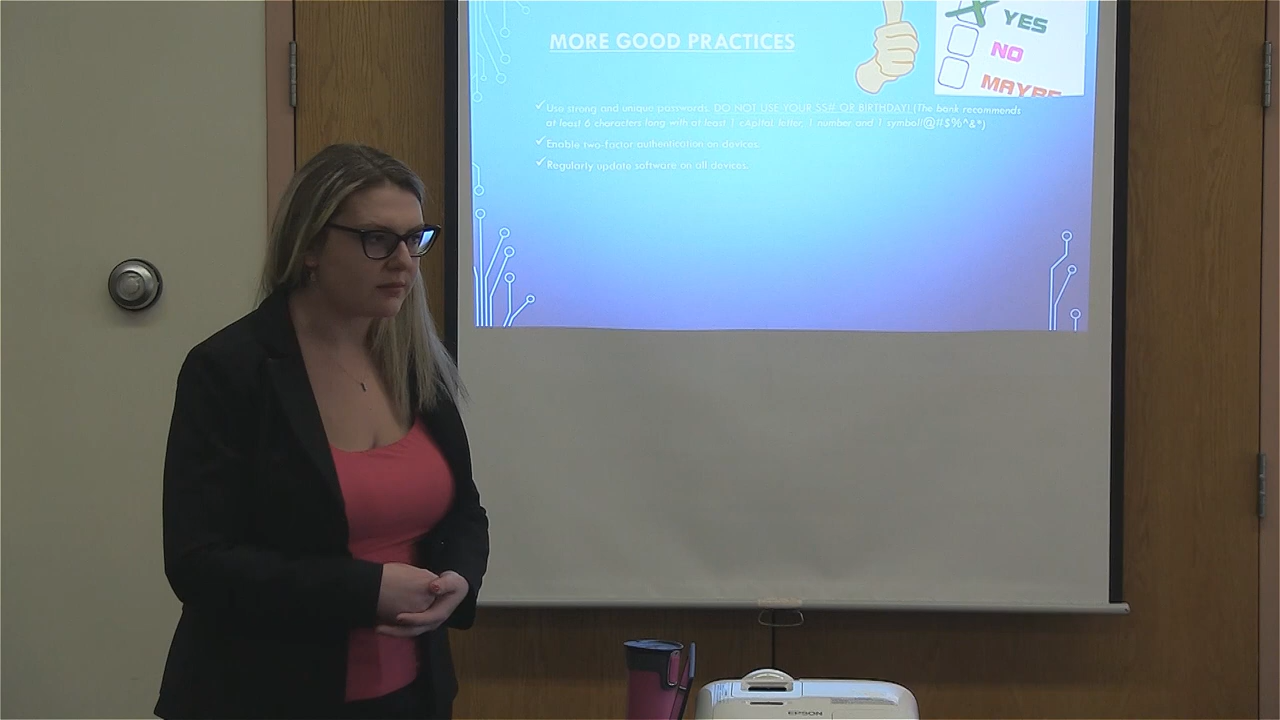 MORE GOOD PRACTICES
YES
NO
MAYBE
Use strong and unique passwords. DO NOT USE YOUR SS# OR BIRTHDAY! (The bank recommends
at least 6 characters long with at least 1 cApital letter, 1 number and 1 symbol!@#$%^&*)
Enable two-factor authentication on devices.
Regularly update software on all devices.
EPSON